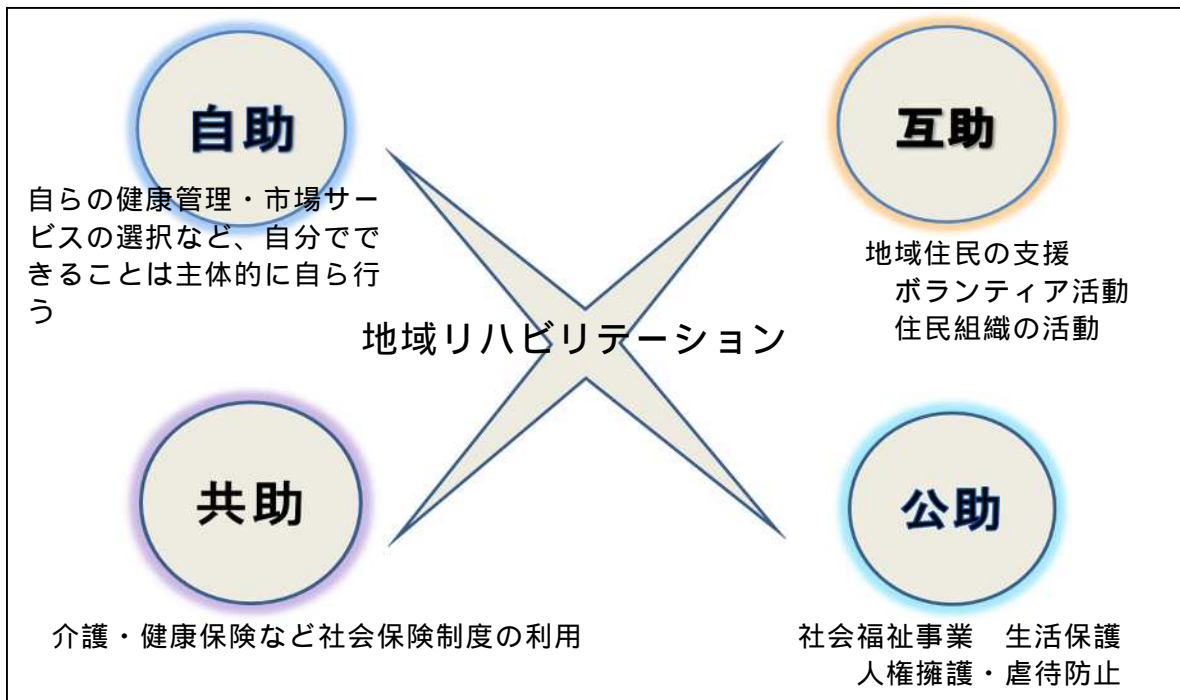 自助
自らの健康管理・市場サー
ビスの選択など、自分でで
きることは主体的に自ら行
う
互助
地域住民の支援
ボランティア活動
住民組織の活動
地域リハビリテーション
共助
介護・健康保険など社会保険制度の利用
公助
社会福祉事業　生活保護
人権擁護・虐待防止